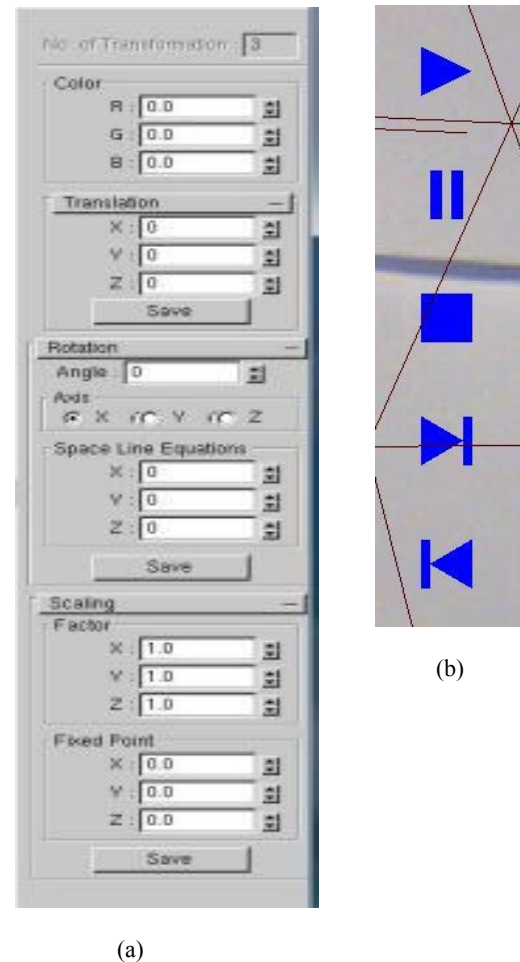 No. of Transformation : 3
Color
R : 0.0
G : 0.0
B : 0.0
Translation
X : 0
Y : 0
Z : 0
Save
Rotation
Angle : 0
Axis
X Y Z
Space Line Equations
X : 0
Y : 0
Z : 0
Save
Scaling
Factor
X : 1.0
Y : 1.0
Z : 1.0
Fixed Point
X : 0.0
Y : 0.0
Z : 0.0
Save
(a)
(b)